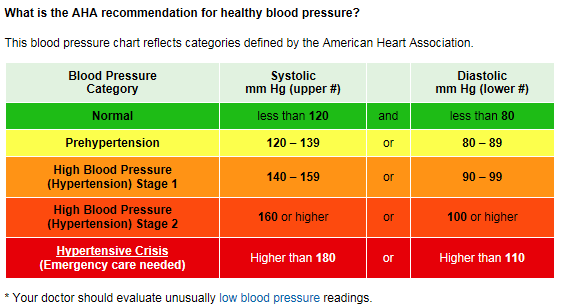 What is the AHA recommendation for healthy blood pressure?
This blood pressure chart reflects categories defined by the American Heart Association.
Blood Pressure Category Systolic mm Hg (upper #) Diastolic mm Hg (lower #)
Normal less than 120 and less than 80
Prehypertension 120 – 139 or 80 – 89
High Blood Pressure (Hypertension) Stage 1 140 – 159 or 90 – 99
High Blood Pressure (Hypertension) Stage 2 160 or higher or 100 or higher
Hypertensive Crisis (Emergency care needed) Higher than 180 or Higher than 110
* Your doctor should evaluate unusually low blood pressure readings.